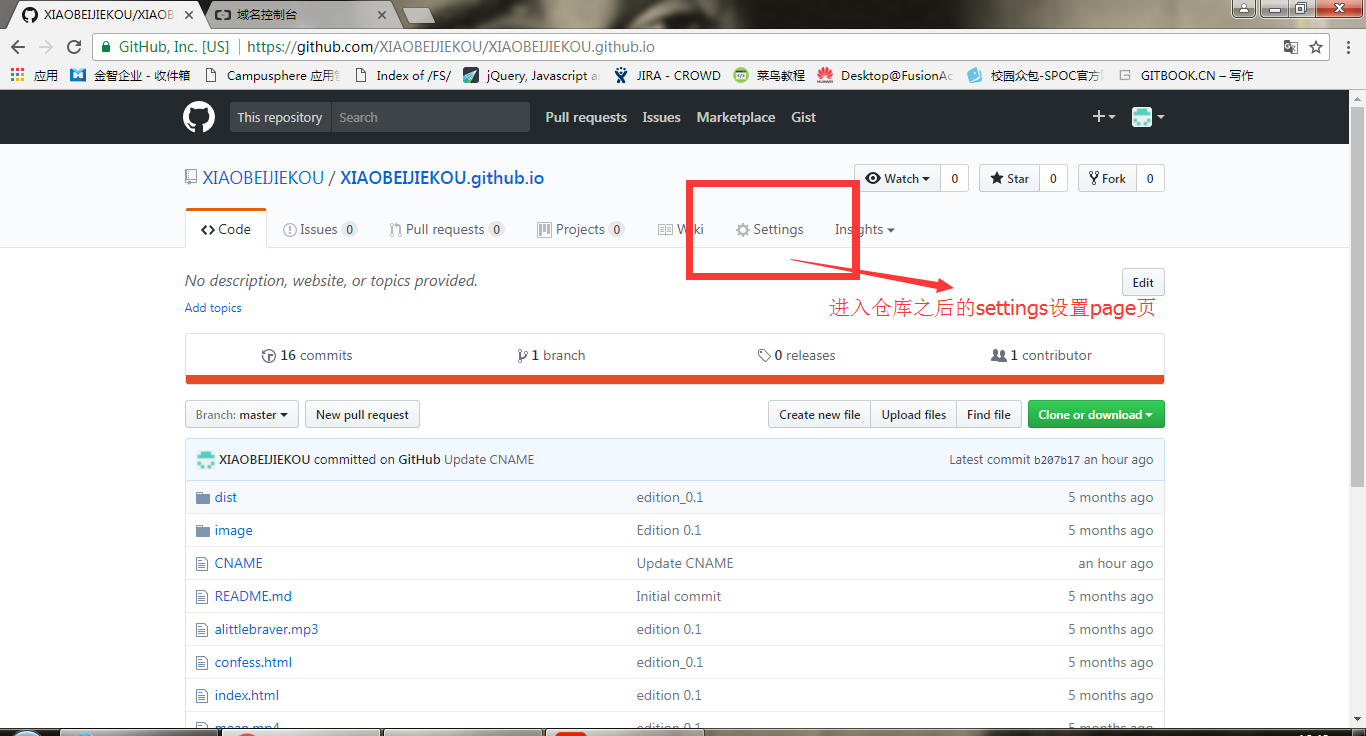 XIAOBEIJIEKOU/XIAOB
域名控制台
GitHub, Inc. [US] https://github.com/XIAOBEIJIEKOU/XIAOBEIJIEKOU.github.io
应用 金智企业 - 收件箱 Campusphere 应用 Index of /FS/ jQuery, Javascript a JIRA - CROWD 菜鸟教程 Desktop@FusionAc 校园众包-SPOC官方 GITBOOK.CN – 写作
This repository Search Pull requests Issues Marketplace Gist
XIAOBEIJIEKOU / XIAOBEIJIEKOU.github.io
Watch 0 Star 0 Fork 0
Code Issues 0 Pull requests 0 Projects 0 Wiki Settings Insights
No description, website, or topics provided.
Edit
Add topics
进入仓库之后的settings设置page页
16 commits 1 branch 0 releases 1 contributor
Branch: master New pull request Create new file Upload files Find file Clone or download
XIAOBEIJIEKOU committed on GitHub Update CNAME Latest commit b207b17 an hour ago
dist edition_0.1 5 months ago
image Edition 0.1 5 months ago
CNAME Update CNAME an hour ago
README.md Initial commit 5 months ago
alittlebraver.mp3 edition 0.1 5 months ago
confess.html edition_0.1 5 months ago
index.html edition 0.1 5 months ago
mean.mp4 edition 0.1 5 months ago